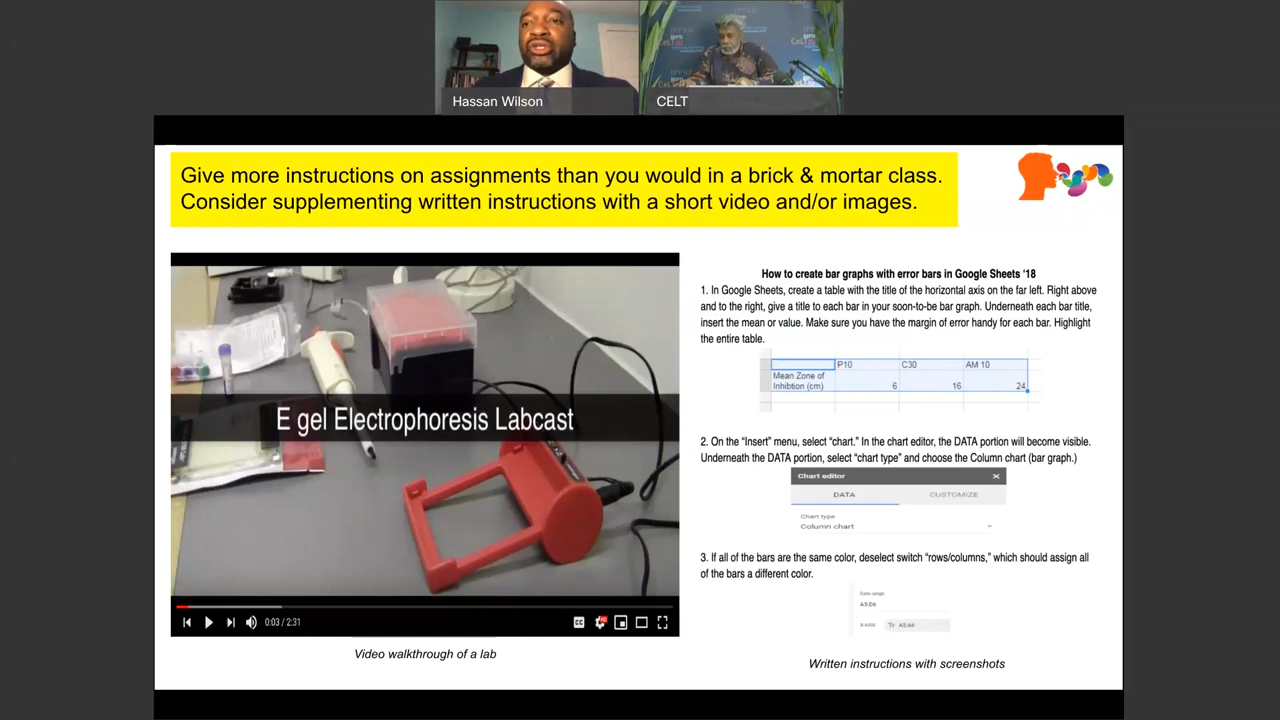 Hassan Wilson
CELT
Give more instructions on assignments than you would in a brick & mortar class.
Consider supplementing written instructions with a short video and/or images.
E gel Electrophoresis Labcast
0:03 / 2:31
Video walkthrough of a lab
How to create bar graphs with error bars in Google Sheets ‘18
1. In Google Sheets, create a table with the title of the horizontal axis on the far left. Right above
and to the right, give a title to each bar in your soon-to-be bar graph. Underneath each bar title,
insert the mean or value. Make sure you have the margin of error handy for each bar. Highlight
the entire table.
P10 C30 AM 10
Mean Zone of
Inhibtion (cm) 6 16 24
2. On the “Insert” menu, select “chart.” In the chart editor, the DATA portion will become visible.
Underneath the DATA portion, select “chart type” and choose the Column chart (bar graph.)
Chart editor
DATA CUSTOMIZE
Chart type
Column chart
3. If all of the bars are the same color, deselect switch “rows/columns,” which should assign all
of the bars a different color.
Data range
A5:D6
X-AXIS Tr A5:A6
Written instructions with screenshots